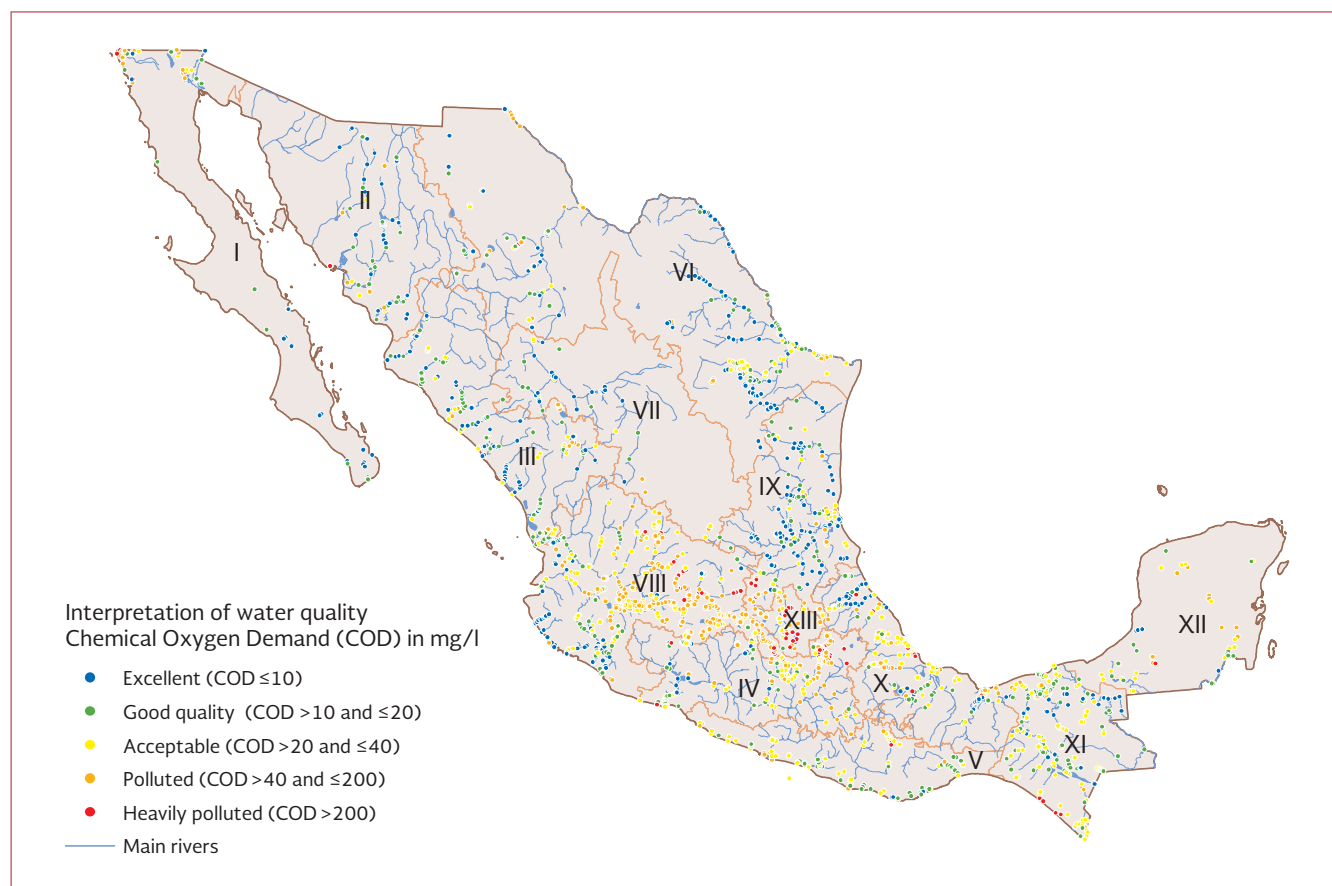 II
I
VI
VII
III
IX
VIII
XIII
XII
IV
X
XI
V
Interpretation of water quality
Chemical Oxygen Demand (COD) in mg/l
Excellent (COD ≤10)
Good quality (COD >10 and ≤20)
Acceptable (COD >20 and ≤40)
Polluted (COD >40 and ≤200)
Heavily polluted (COD >200)
Main rivers